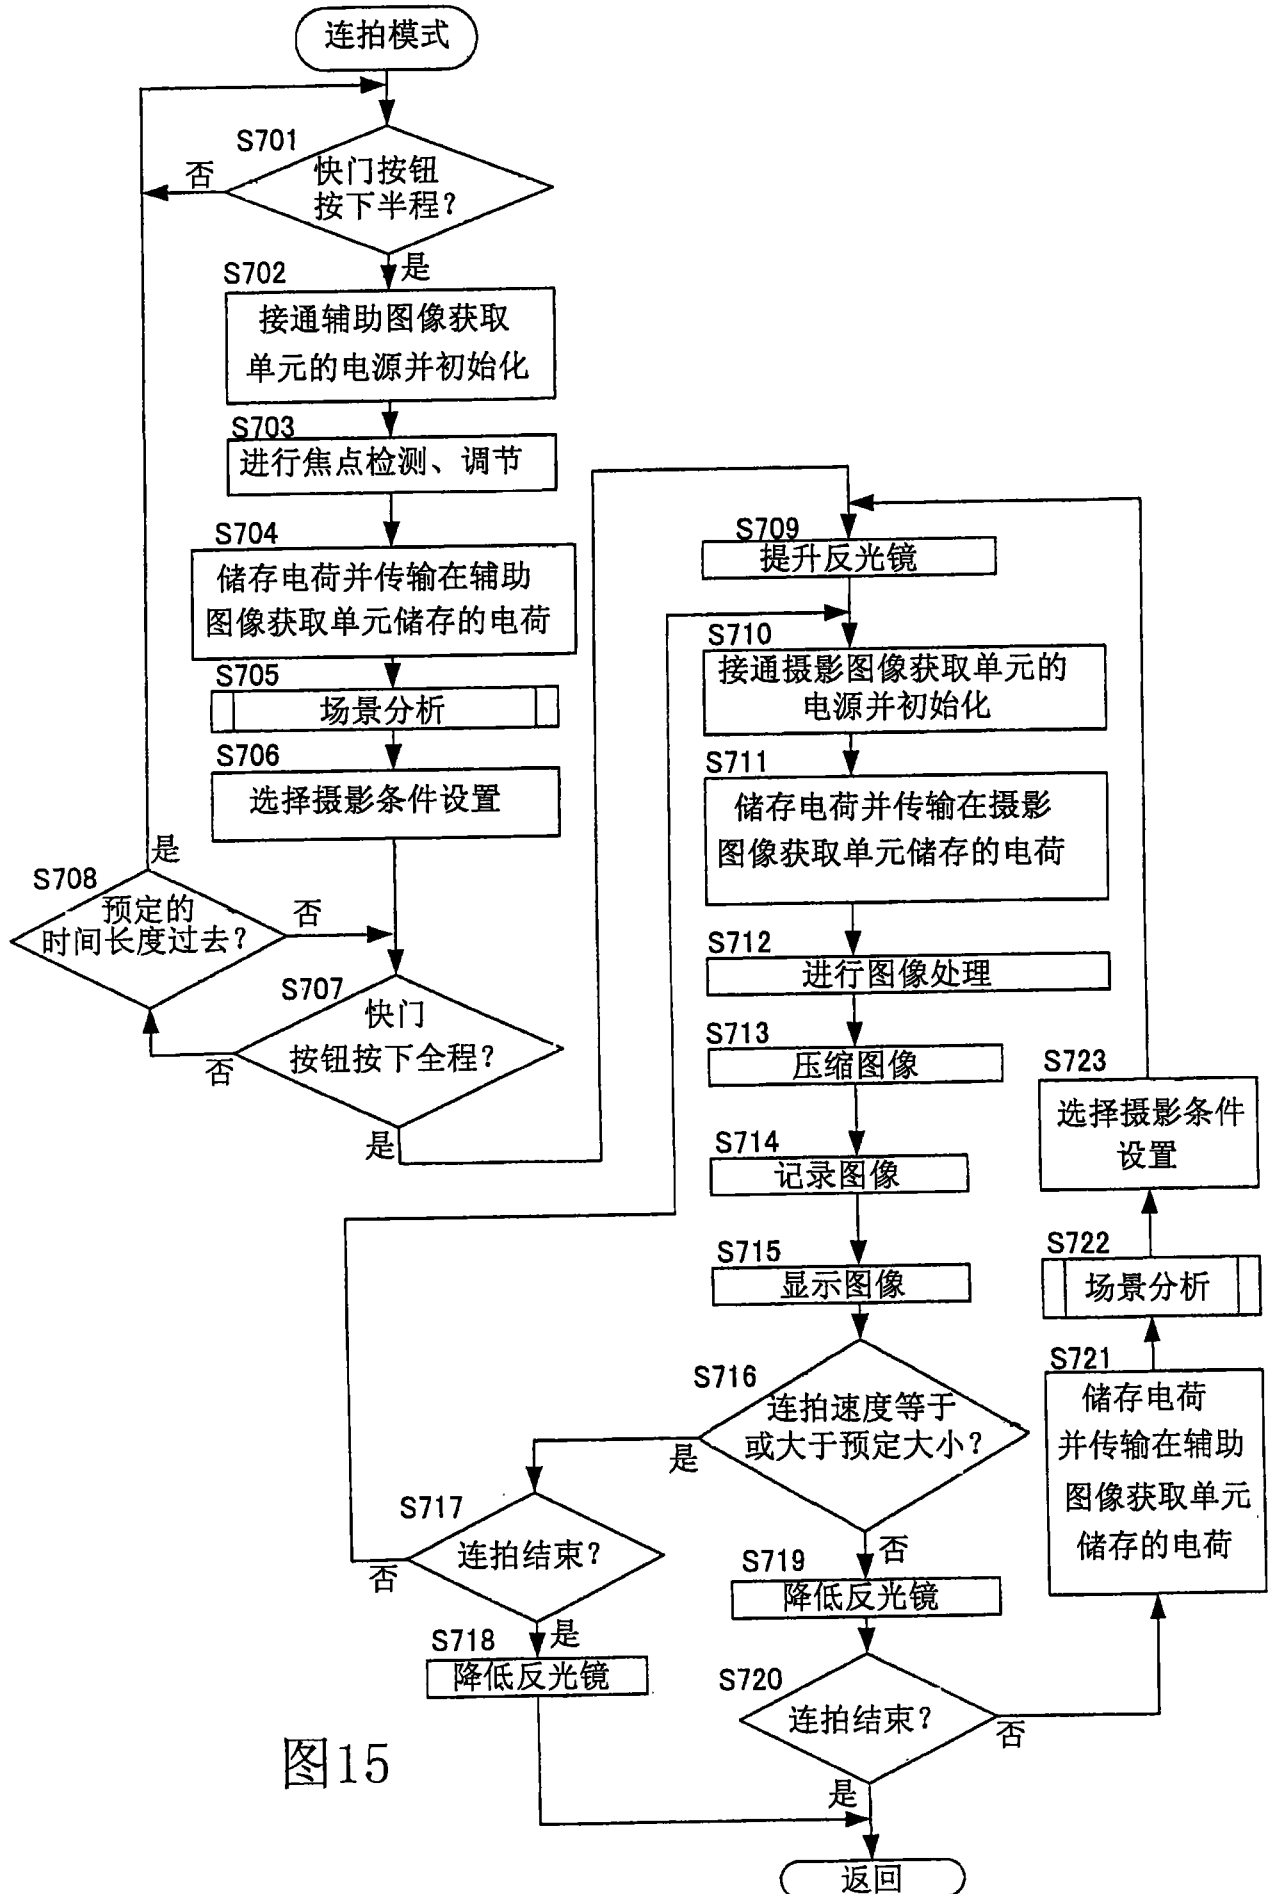 连拍模式
S701
快门按钮
按下半程？
否
是
S702
接通辅助图像获取
单元的电源并初始化
S703
进行焦点检测、调节
S704
储存电荷并传输在辅助
图像获取单元储存的电荷
S705
场景分析
S706
选择摄影条件设置
是
S708
预定的
时间长度过去？
否
S707
快门
按钮按下全程？
否
是
S709
提升反光镜
S710
接通摄影图像获取单元的
电源并初始化
S711
储存电荷并传输在摄影
图像获取单元储存的电荷
S712
进行图像处理
S713
压缩图像
S714
记录图像
S715
显示图像
S716
连拍速度等于
或大于预定大小？
是
否
S717
连拍结束？
否
是
S718
降低反光镜
S719
降低反光镜
S720
连拍结束？
否
是
S721
储存电荷
并传输在辅助
图像获取单元
储存的电荷
S722
场景分析
S723
选择摄影条件
设置
返回
图15